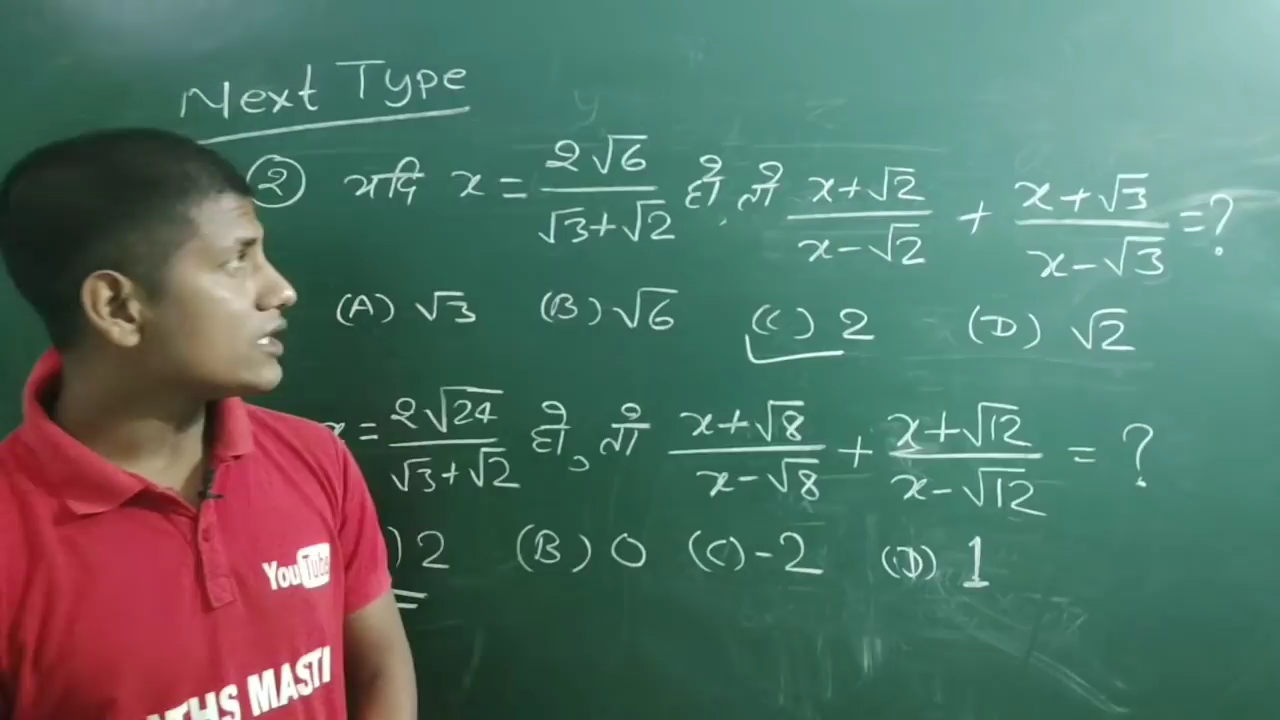 Next Type
(2) यदि x = 2√6/(√3+√2) हो, तो (x+√2)/(x-√2) + (x+√3)/(x-√3) = ?
(A) √3 (B) √6 (C) 2 (D) √2
x = 2√24/(√3+√2) हो, तो (x+√8)/(x-√8) + (x+√12)/(x-√12) = ?
) 2 (B) 0 (C) -2 (D) 1
YouTube
MATHS MASTI